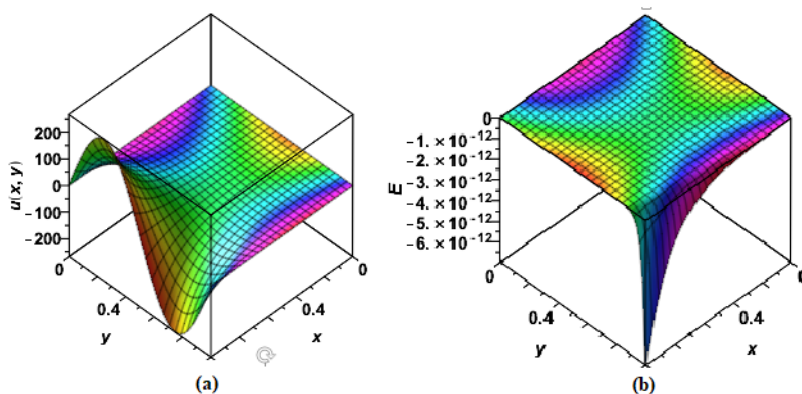 u(x, y)
200
100
0
−100
−200
0
0.4
y
0
0.4
x
(a)
E
0
−1. × 10⁻¹²
−2. × 10⁻¹²
−3. × 10⁻¹²
−4. × 10⁻¹²
−5. × 10⁻¹²
−6. × 10⁻¹²
0
0.4
y
0
0.4
x
(b)